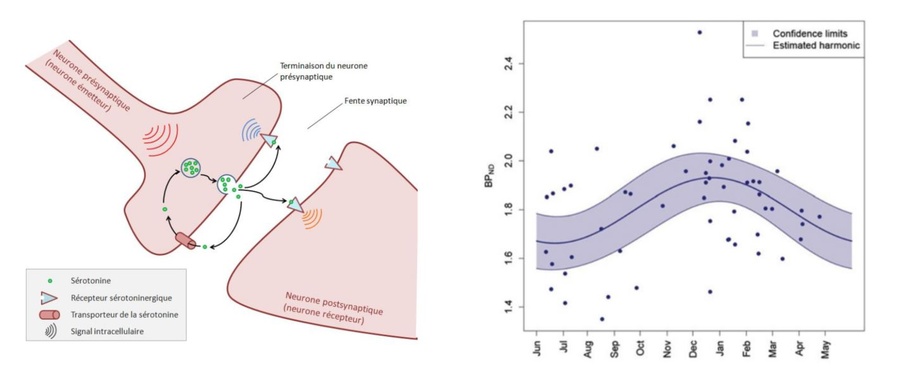 Neurone présynaptique
(neurone émetteur)
Terminaison du neurone
présynaptique
Fente synaptique
Neurone postsynaptique
(neurone récepteur)
Sérotonine
Récepteur sérotoninergique
Transporteur de la sérotonine
Signal intracellulaire
Confidence limits
Estimated harmonic
BPND
2.4
2.2
2.0
1.8
1.6
1.4
Jun Jul Aug Sep Oct Nov Dec Jan Feb Mar Apr May